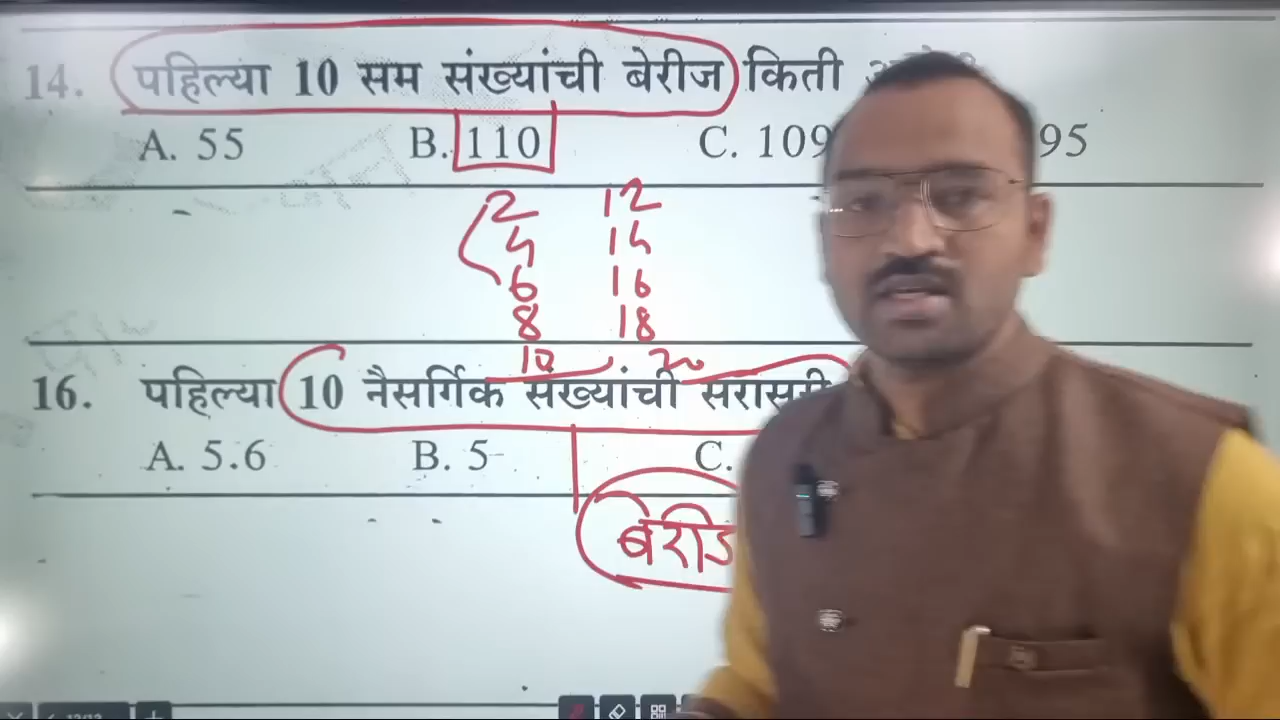 14. पहिल्या 10 सम संख्यांची बेरीज किती
A. 55 B. 110 C. 109 95
2 12
4 14
6 16
8 18
10 20
16. पहिल्या 10 नैसर्गिक संख्यांची सरासरी
A. 5.6 B. 5 C.
बेरीज